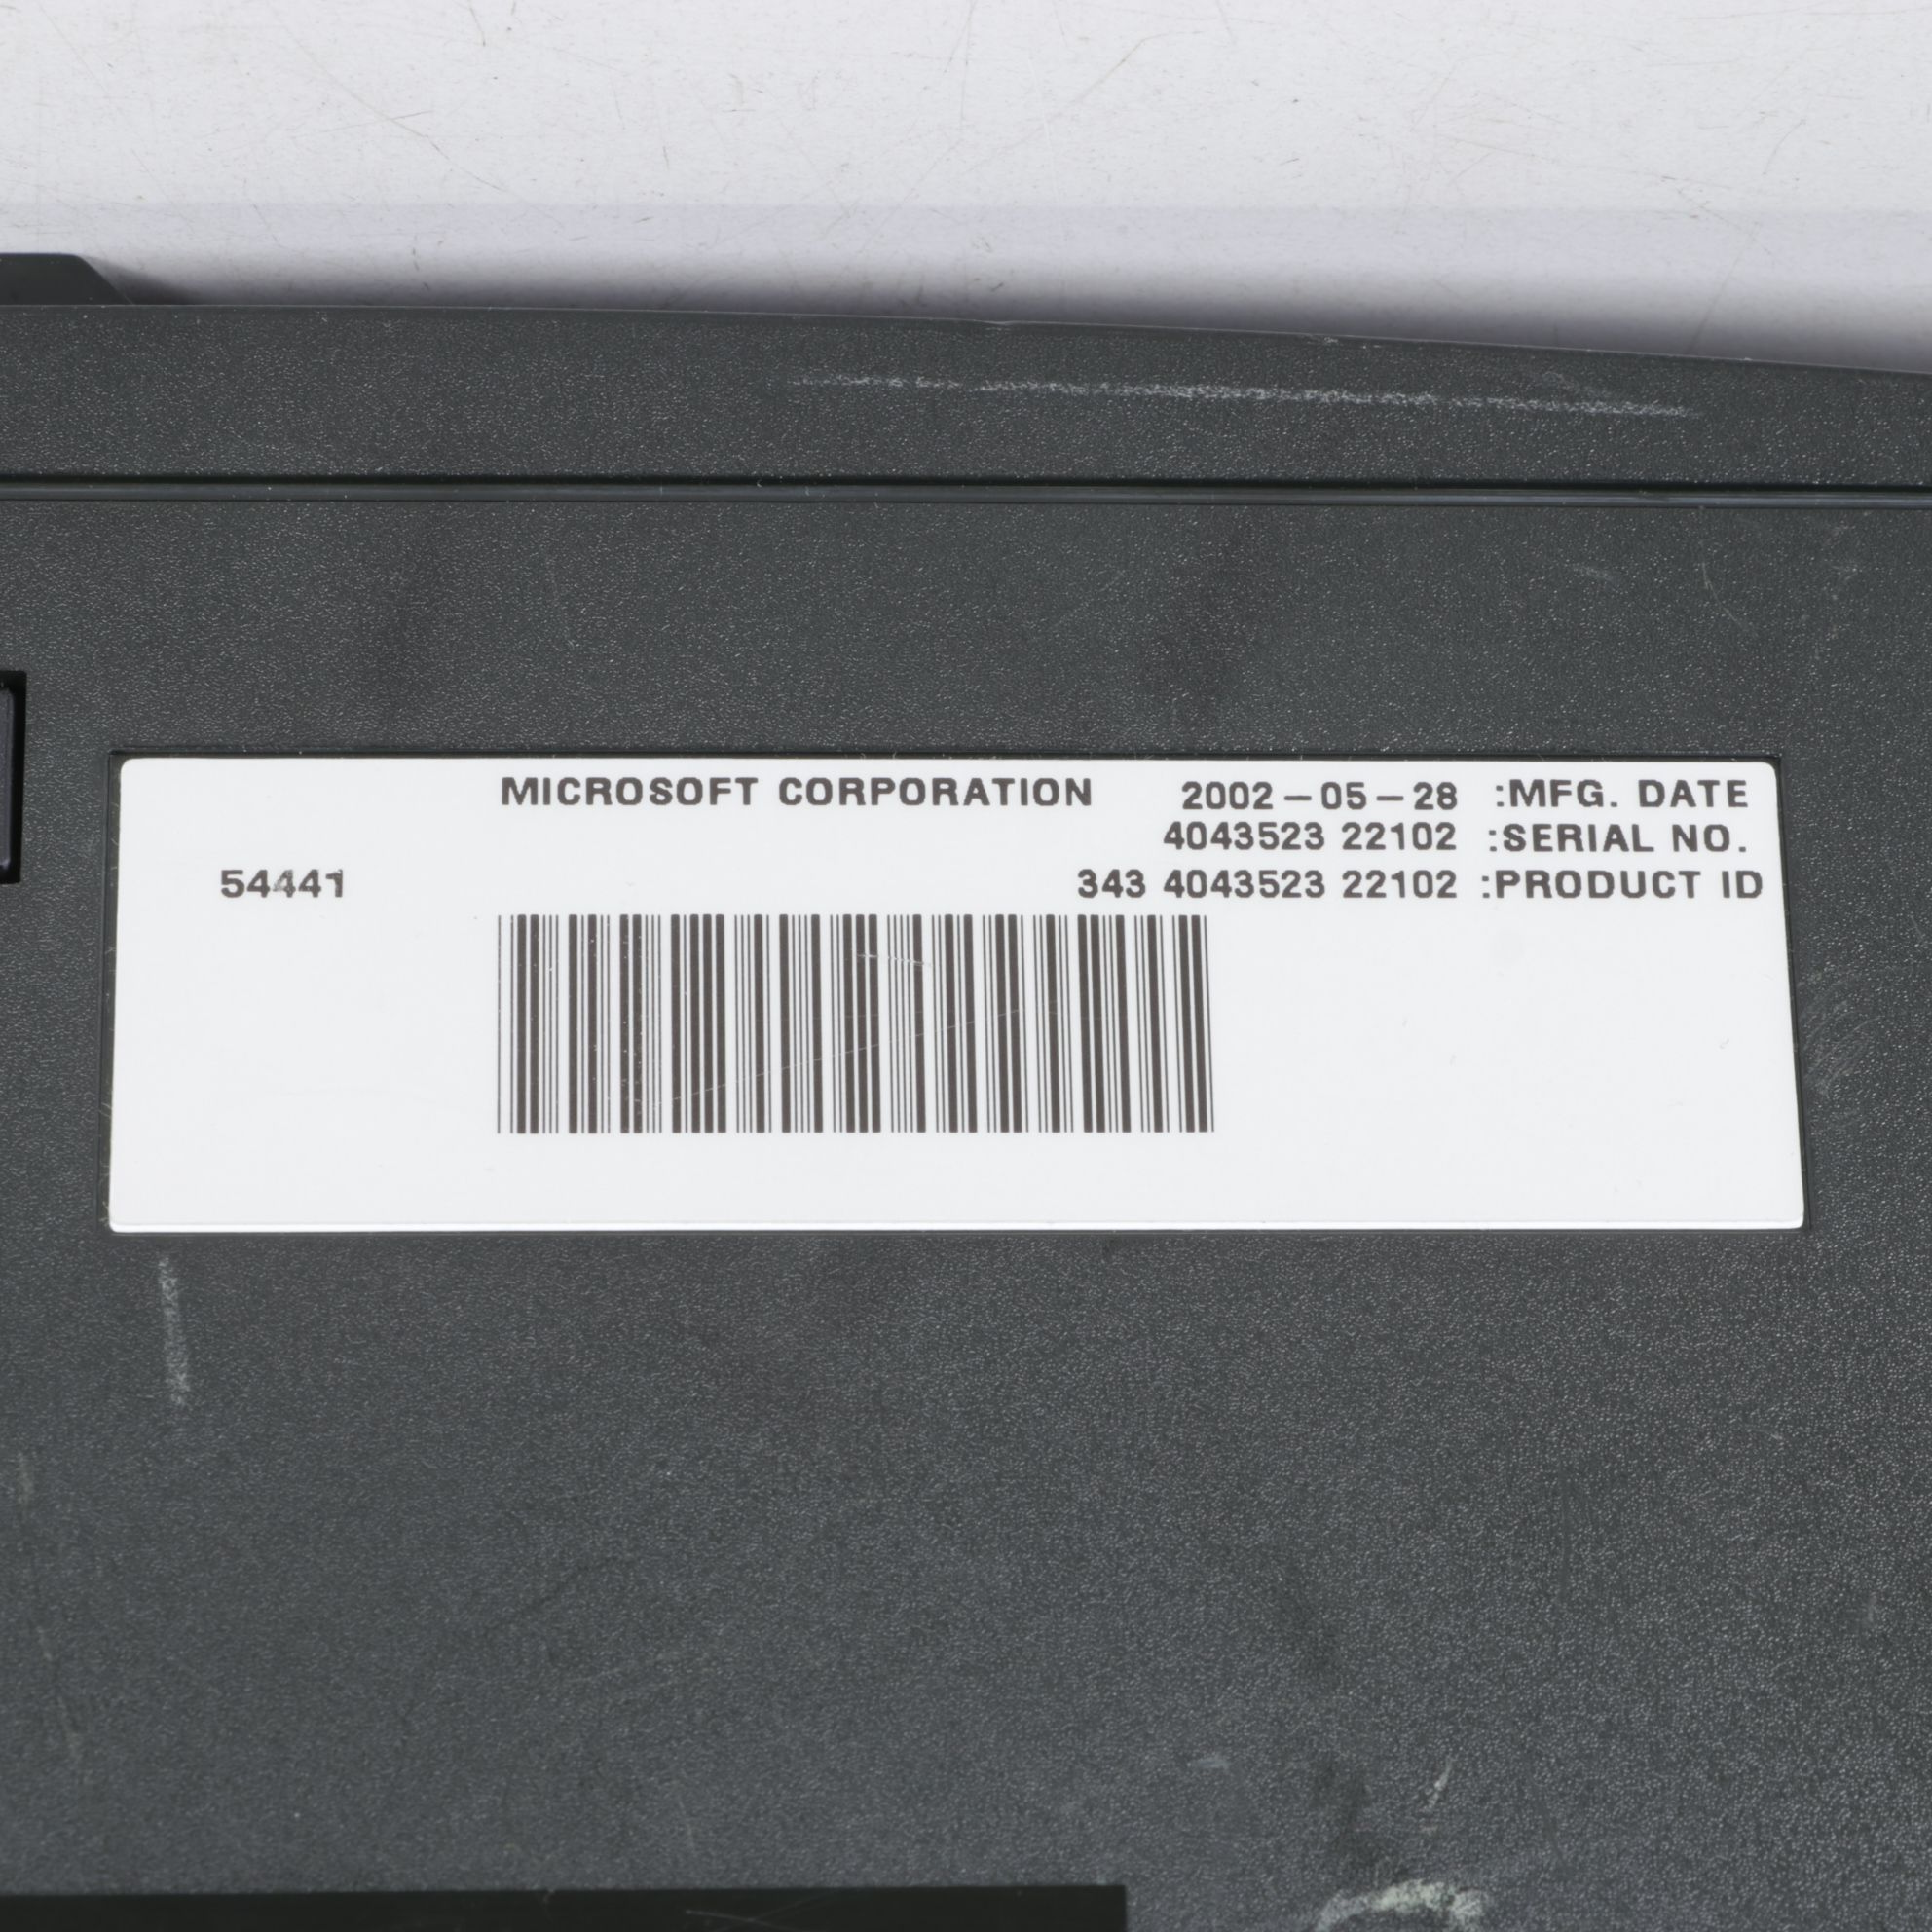 MICROSOFT CORPORATION 2002-05-28 :MFG. DATE
4043523 22102 :SERIAL NO.
54441 343 4043523 22102 :PRODUCT ID